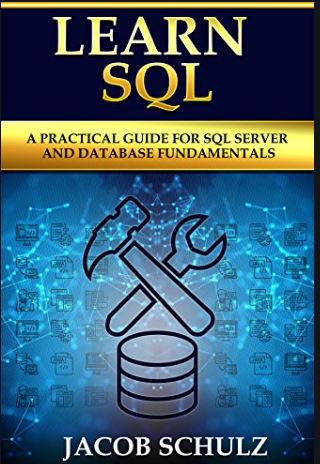 LEARN
SQL
A PRACTICAL GUIDE FOR SQL SERVER
AND DATABASE FUNDAMENTALS
JACOB SCHULZ